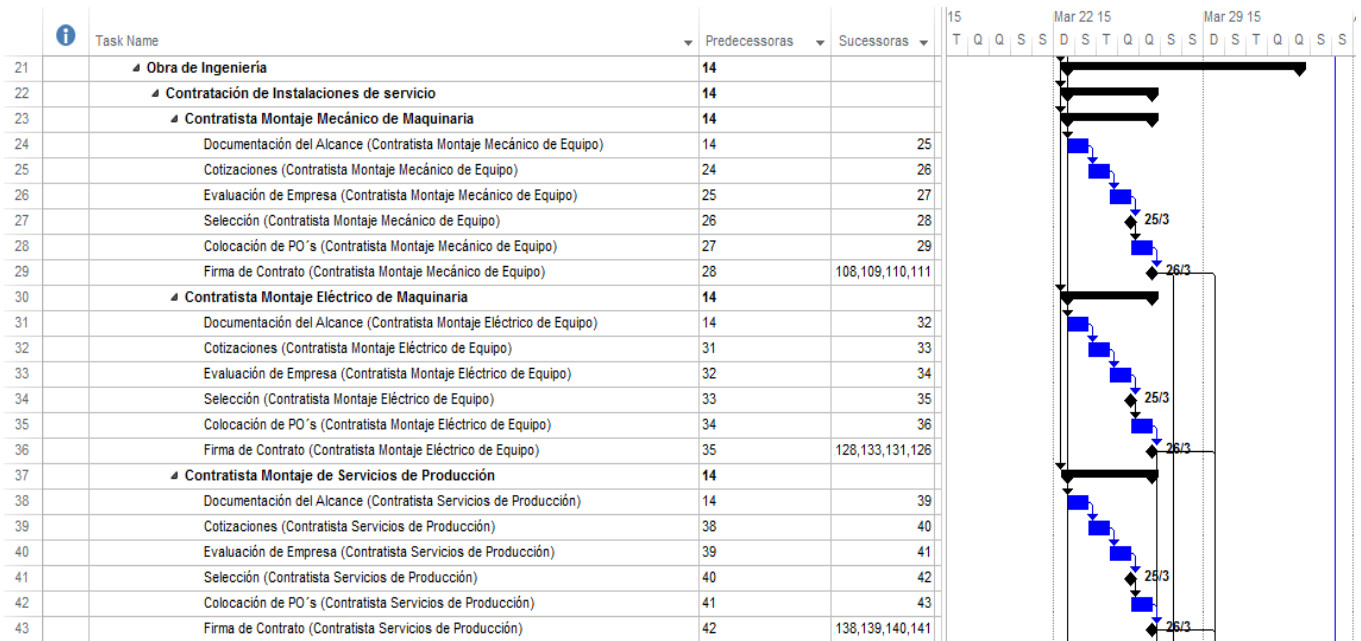 15 Mar 22 15 Mar 29 15
Task Name Predecessoras Sucessoras T Q Q S S D S T Q Q S S D S T Q Q S S
21 Obra de Ingeniería 14
22 Contratación de Instalaciones de servicio 14
23 Contratista Montaje Mecánico de Maquinaria 14
24 Documentación del Alcance (Contratista Montaje Mecánico de Equipo) 14 25
25 Cotizaciones (Contratista Montaje Mecánico de Equipo) 24 26
26 Evaluación de Empresa (Contratista Montaje Mecánico de Equipo) 25 27
27 Selección (Contratista Montaje Mecánico de Equipo) 26 28 25/3
28 Colocación de PO´s (Contratista Montaje Mecánico de Equipo) 27 29
29 Firma de Contrato (Contratista Montaje Mecánico de Equipo) 28 108,109,110,111 26/3
30 Contratista Montaje Eléctrico de Maquinaria 14
31 Documentación del Alcance (Contratista Montaje Eléctrico de Equipo) 14 32
32 Cotizaciones (Contratista Montaje Eléctrico de Equipo) 31 33
33 Evaluación de Empresa (Contratista Montaje Eléctrico de Equipo) 32 34
34 Selección (Contratista Montaje Eléctrico de Equipo) 33 35 25/3
35 Colocación de PO´s (Contratista Montaje Eléctrico de Equipo) 34 36
36 Firma de Contrato (Contratista Montaje Eléctrico de Equipo) 35 128,133,131,126 26/3
37 Contratista Montaje de Servicios de Producción 14
38 Documentación del Alcance (Contratista Servicios de Producción) 14 39
39 Cotizaciones (Contratista Servicios de Producción) 38 40
40 Evaluación de Empresa (Contratista Servicios de Producción) 39 41
41 Selección (Contratista Servicios de Producción) 40 42 25/3
42 Colocación de PO´s (Contratista Servicios de Producción) 41 43
43 Firma de Contrato (Contratista Servicios de Producción) 42 138,139,140,141 26/3